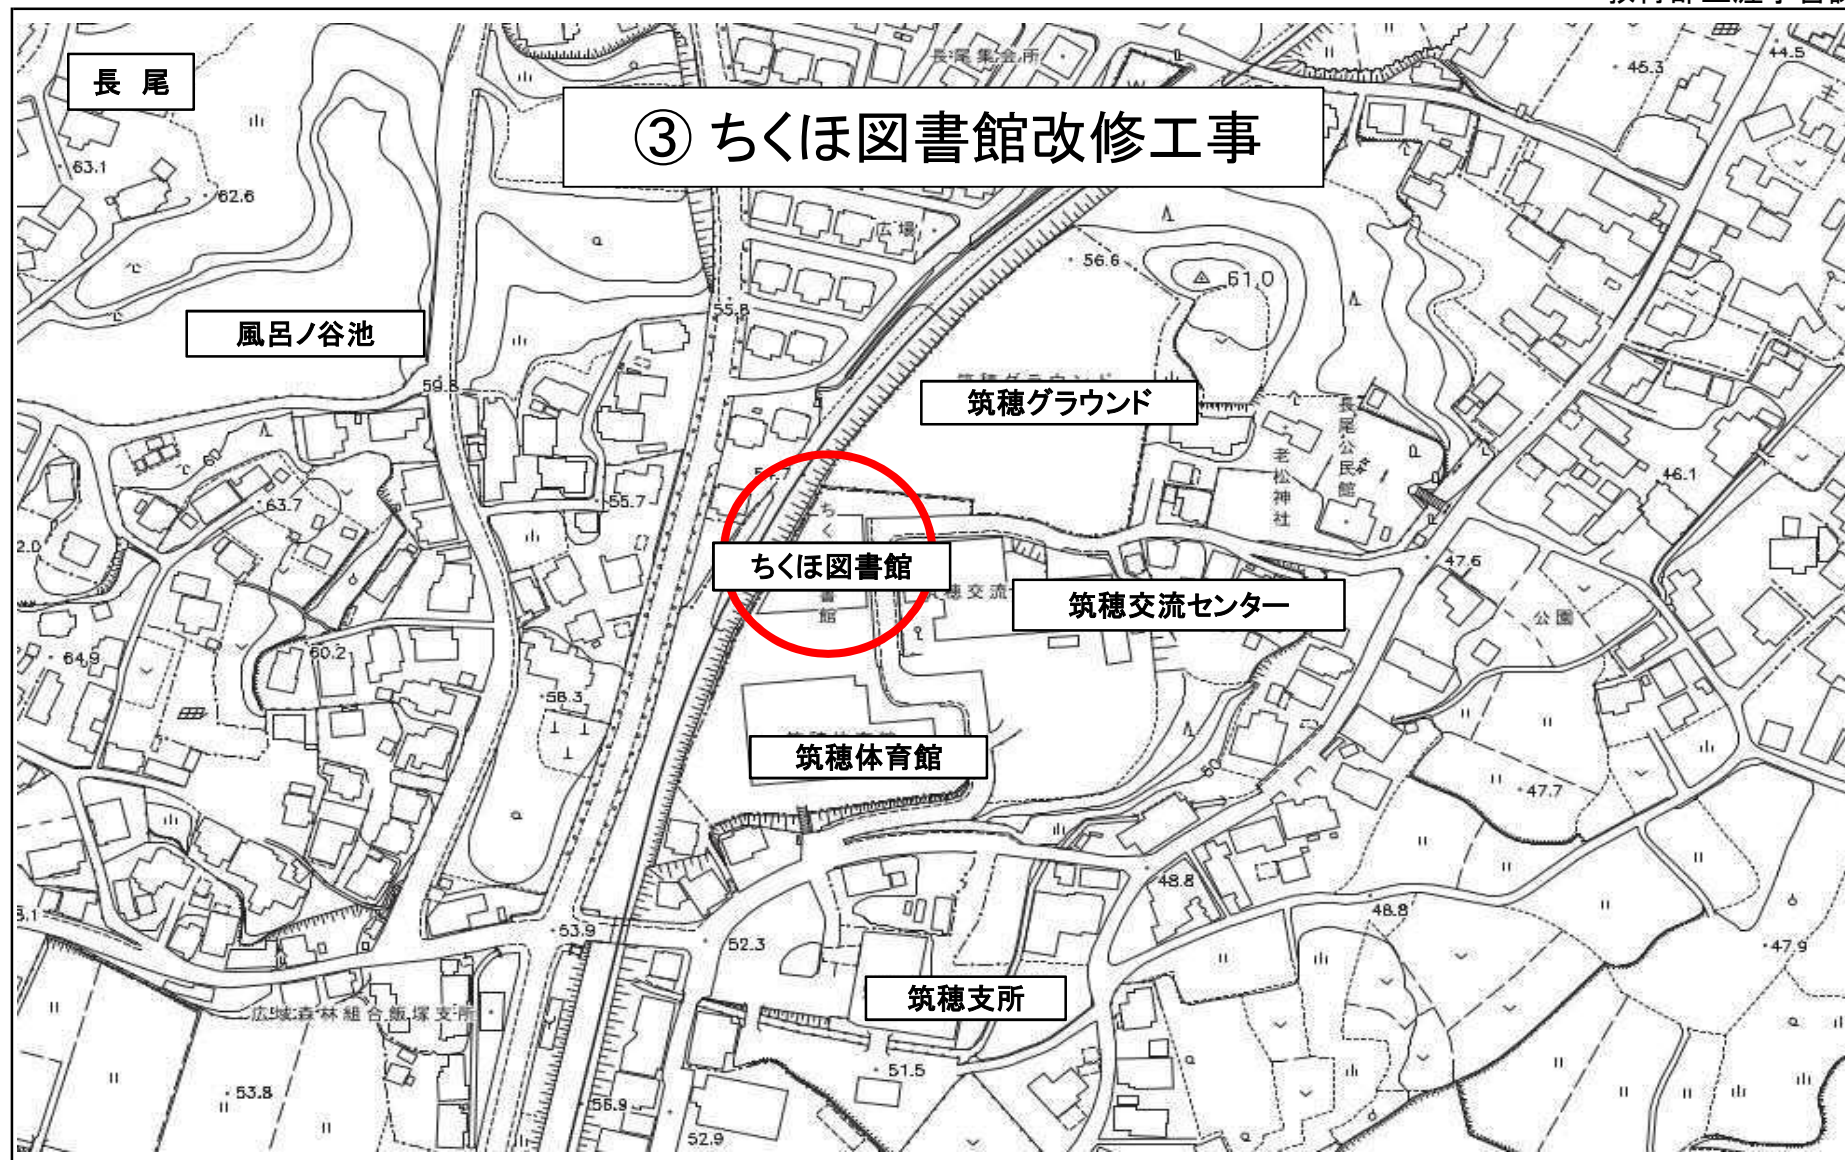 長 尾
長尾集会所
44.5
45.3
③ ちくほ図書館改修工事
63.1
62.6
広場
56.6
61.0
風呂ノ谷池
55.8
59.8
筑穂グラウンド
長尾公民館
老松神社
60
63.7
55.7
46.1
ちくほ図書館
47.6
筑穂交流センター
公園
64.9
60.2
58.3
筑穂体育館
50
47.7
48.8
48.8
53.9
52.3
47.9
筑穂支所
広域森林組合飯塚支所
51.5
53.8
55.9
52.9